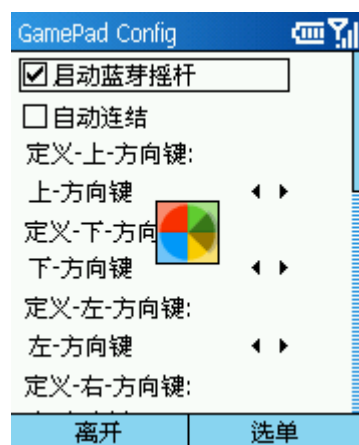 GamePad Config
启动蓝芽摇杆
自动连结
定义-上-方向键:
上-方向键
定义-下-方向
下-方向键
定义-左-方向键:
左-方向键
定义-右-方向键:
离开
选单